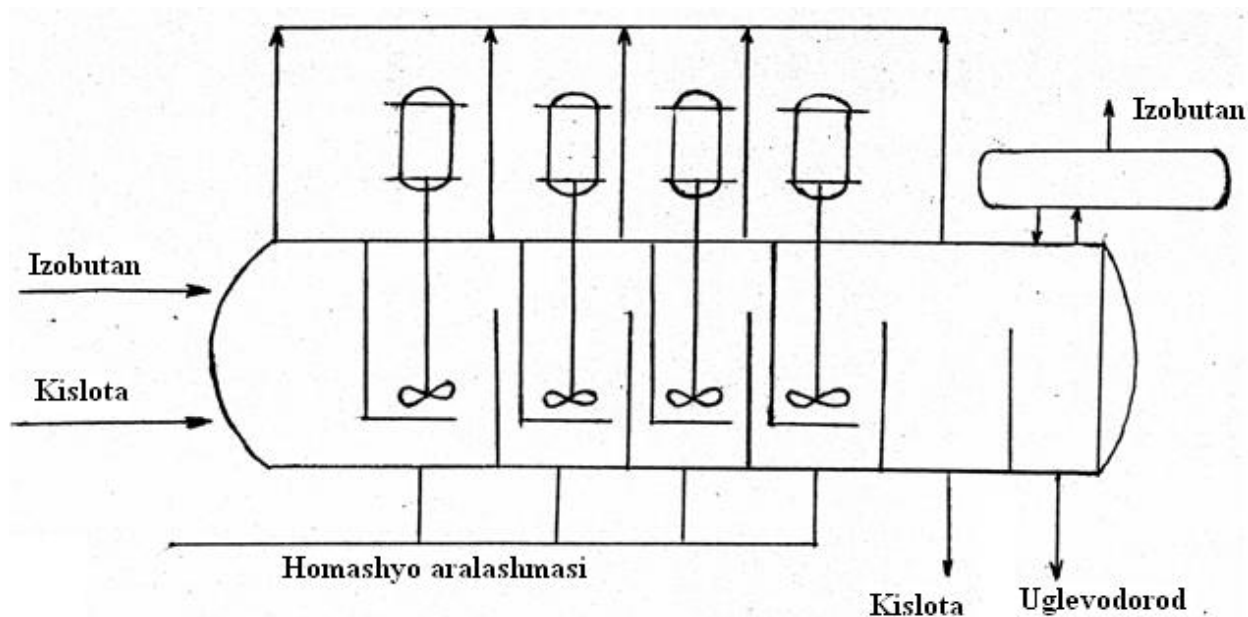 Izobutan
Izobutan
Kislota
Homashyo aralashmasi
Kislota
Uglevodorod